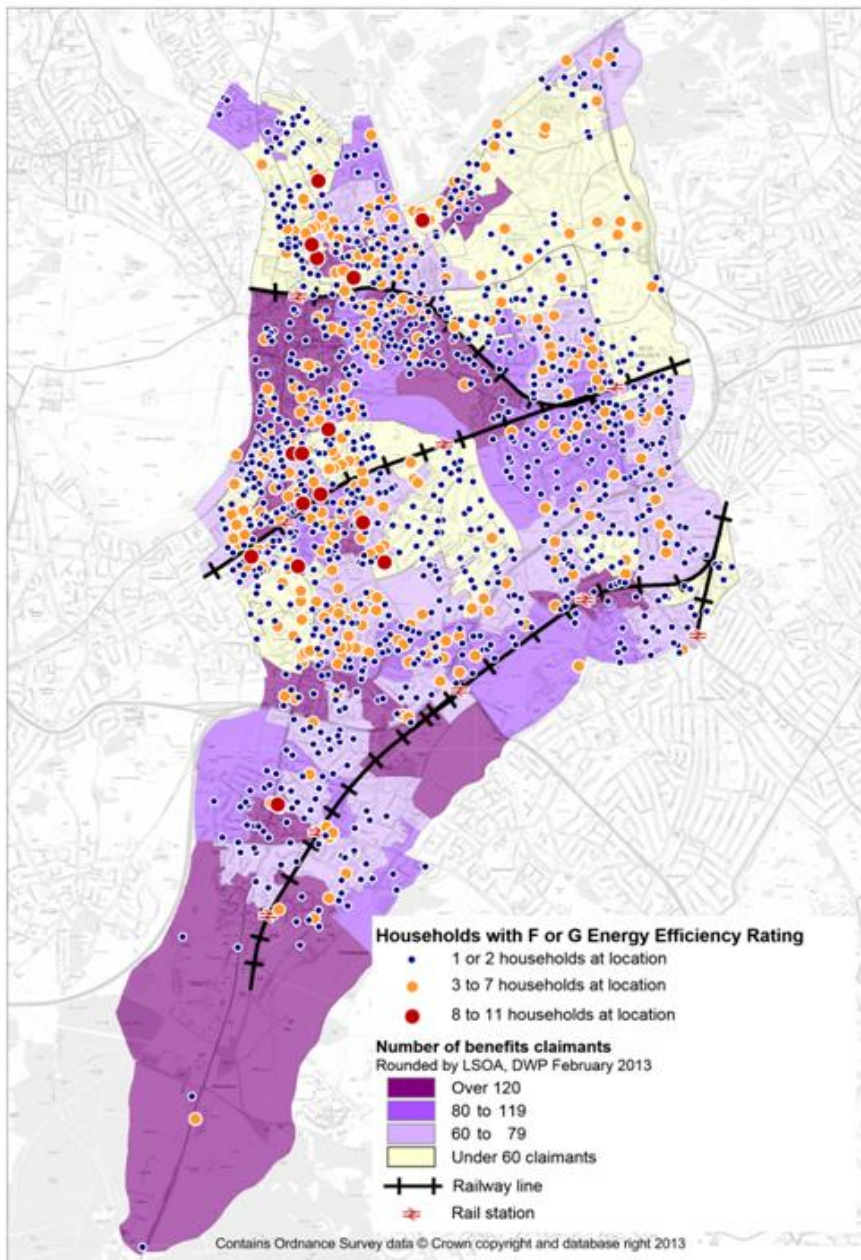 Households with F or G Energy Efficiency Rating
1 or 2 households at location
3 to 7 households at location
8 to 11 households at location
Number of benefits claimants
Rounded by LSOA, DWP February 2013
Over 120
80 to 119
60 to 79
Under 60 claimants
Railway line
Rail station
Contains Ordnance Survey data © Crown copyright and database right 2013